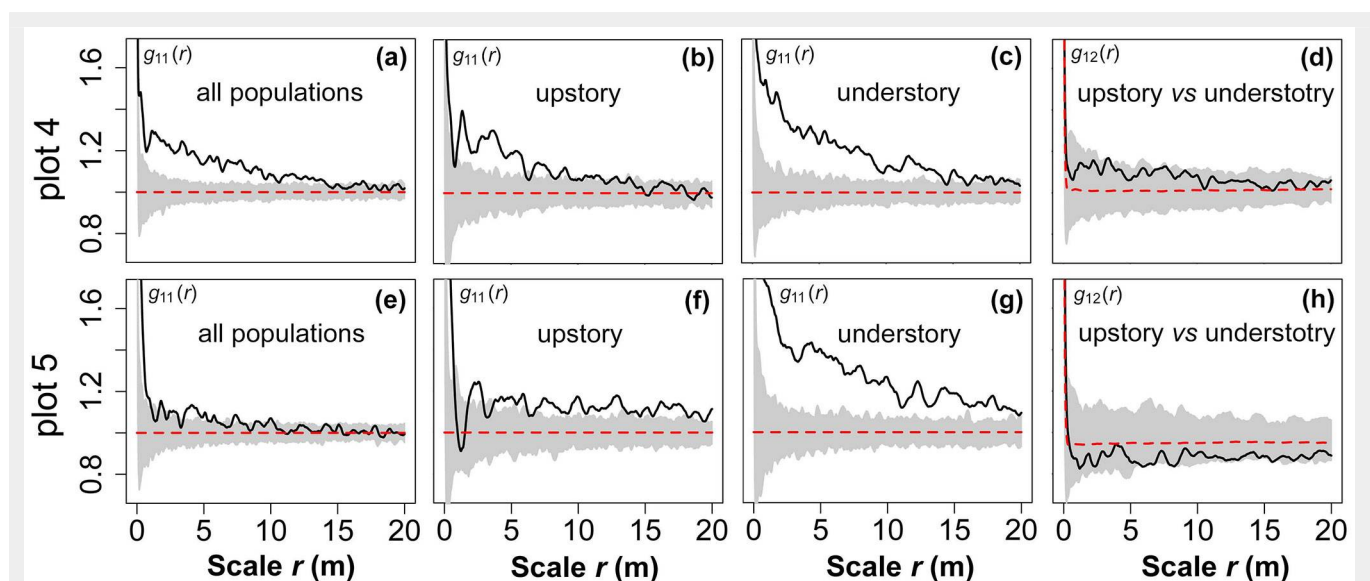 g11(r)
(a)
all populations
g11(r)
(b)
upstory
g11(r)
(c)
understory
g12(r)
(d)
upstory vs understotry
plot 4
1.6
1.2
0.8
g11(r)
(e)
all populations
g11(r)
(f)
upstory
g11(r)
(g)
understory
g12(r)
(h)
upstory vs understotry
plot 5
1.6
1.2
0.8
0 5 10 15 20
0 5 10 15 20
0 5 10 15 20
0 5 10 15 20
Scale r (m)
Scale r (m)
Scale r (m)
Scale r (m)